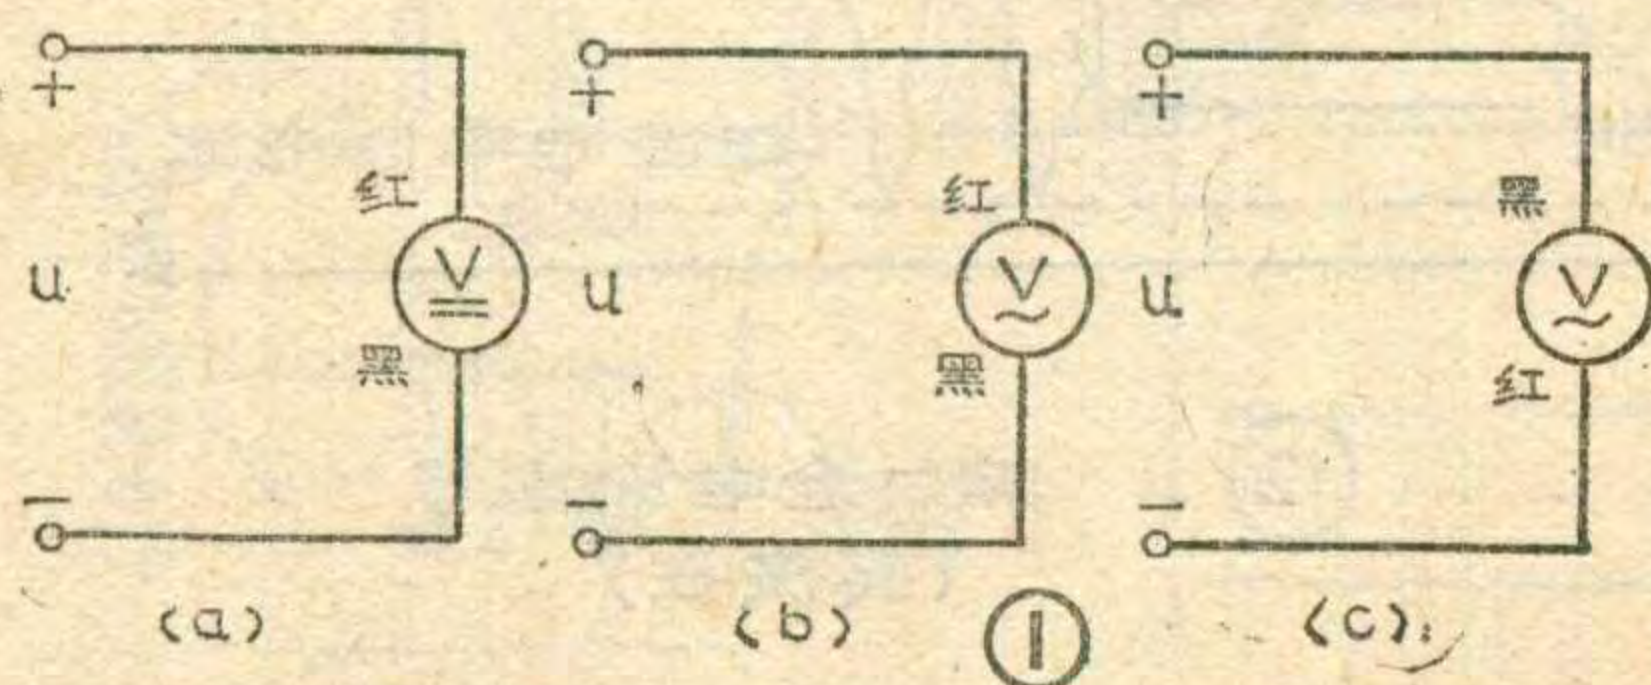 + + +
红 红 黑
u V u V u V
黑 黑 红
− − −
(a) (b) (c)
①